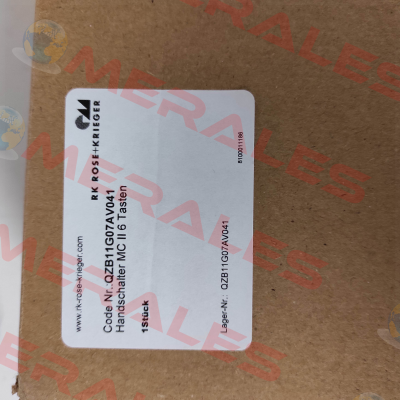 RK ROSE+KRIEGER
www.rk-rose-krieger.com
Code Nr.:QZB11G07AV041
Handschalter MC II 6 Tasten
1Stück
Lager-Nr.: QZB11G07AV041
8100011196
MERALES
MERALES
MERALES